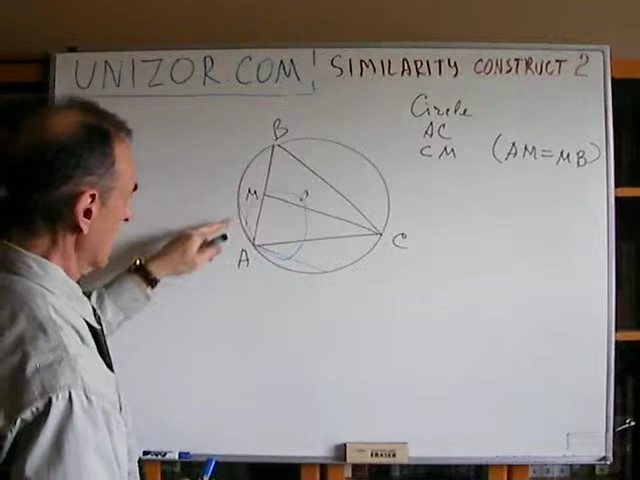 UNIZOR.COM! SIMILARITY CONSTRUCT 2
Circle
AC
CM (AM=MB)
B
M O
A C
ERASER